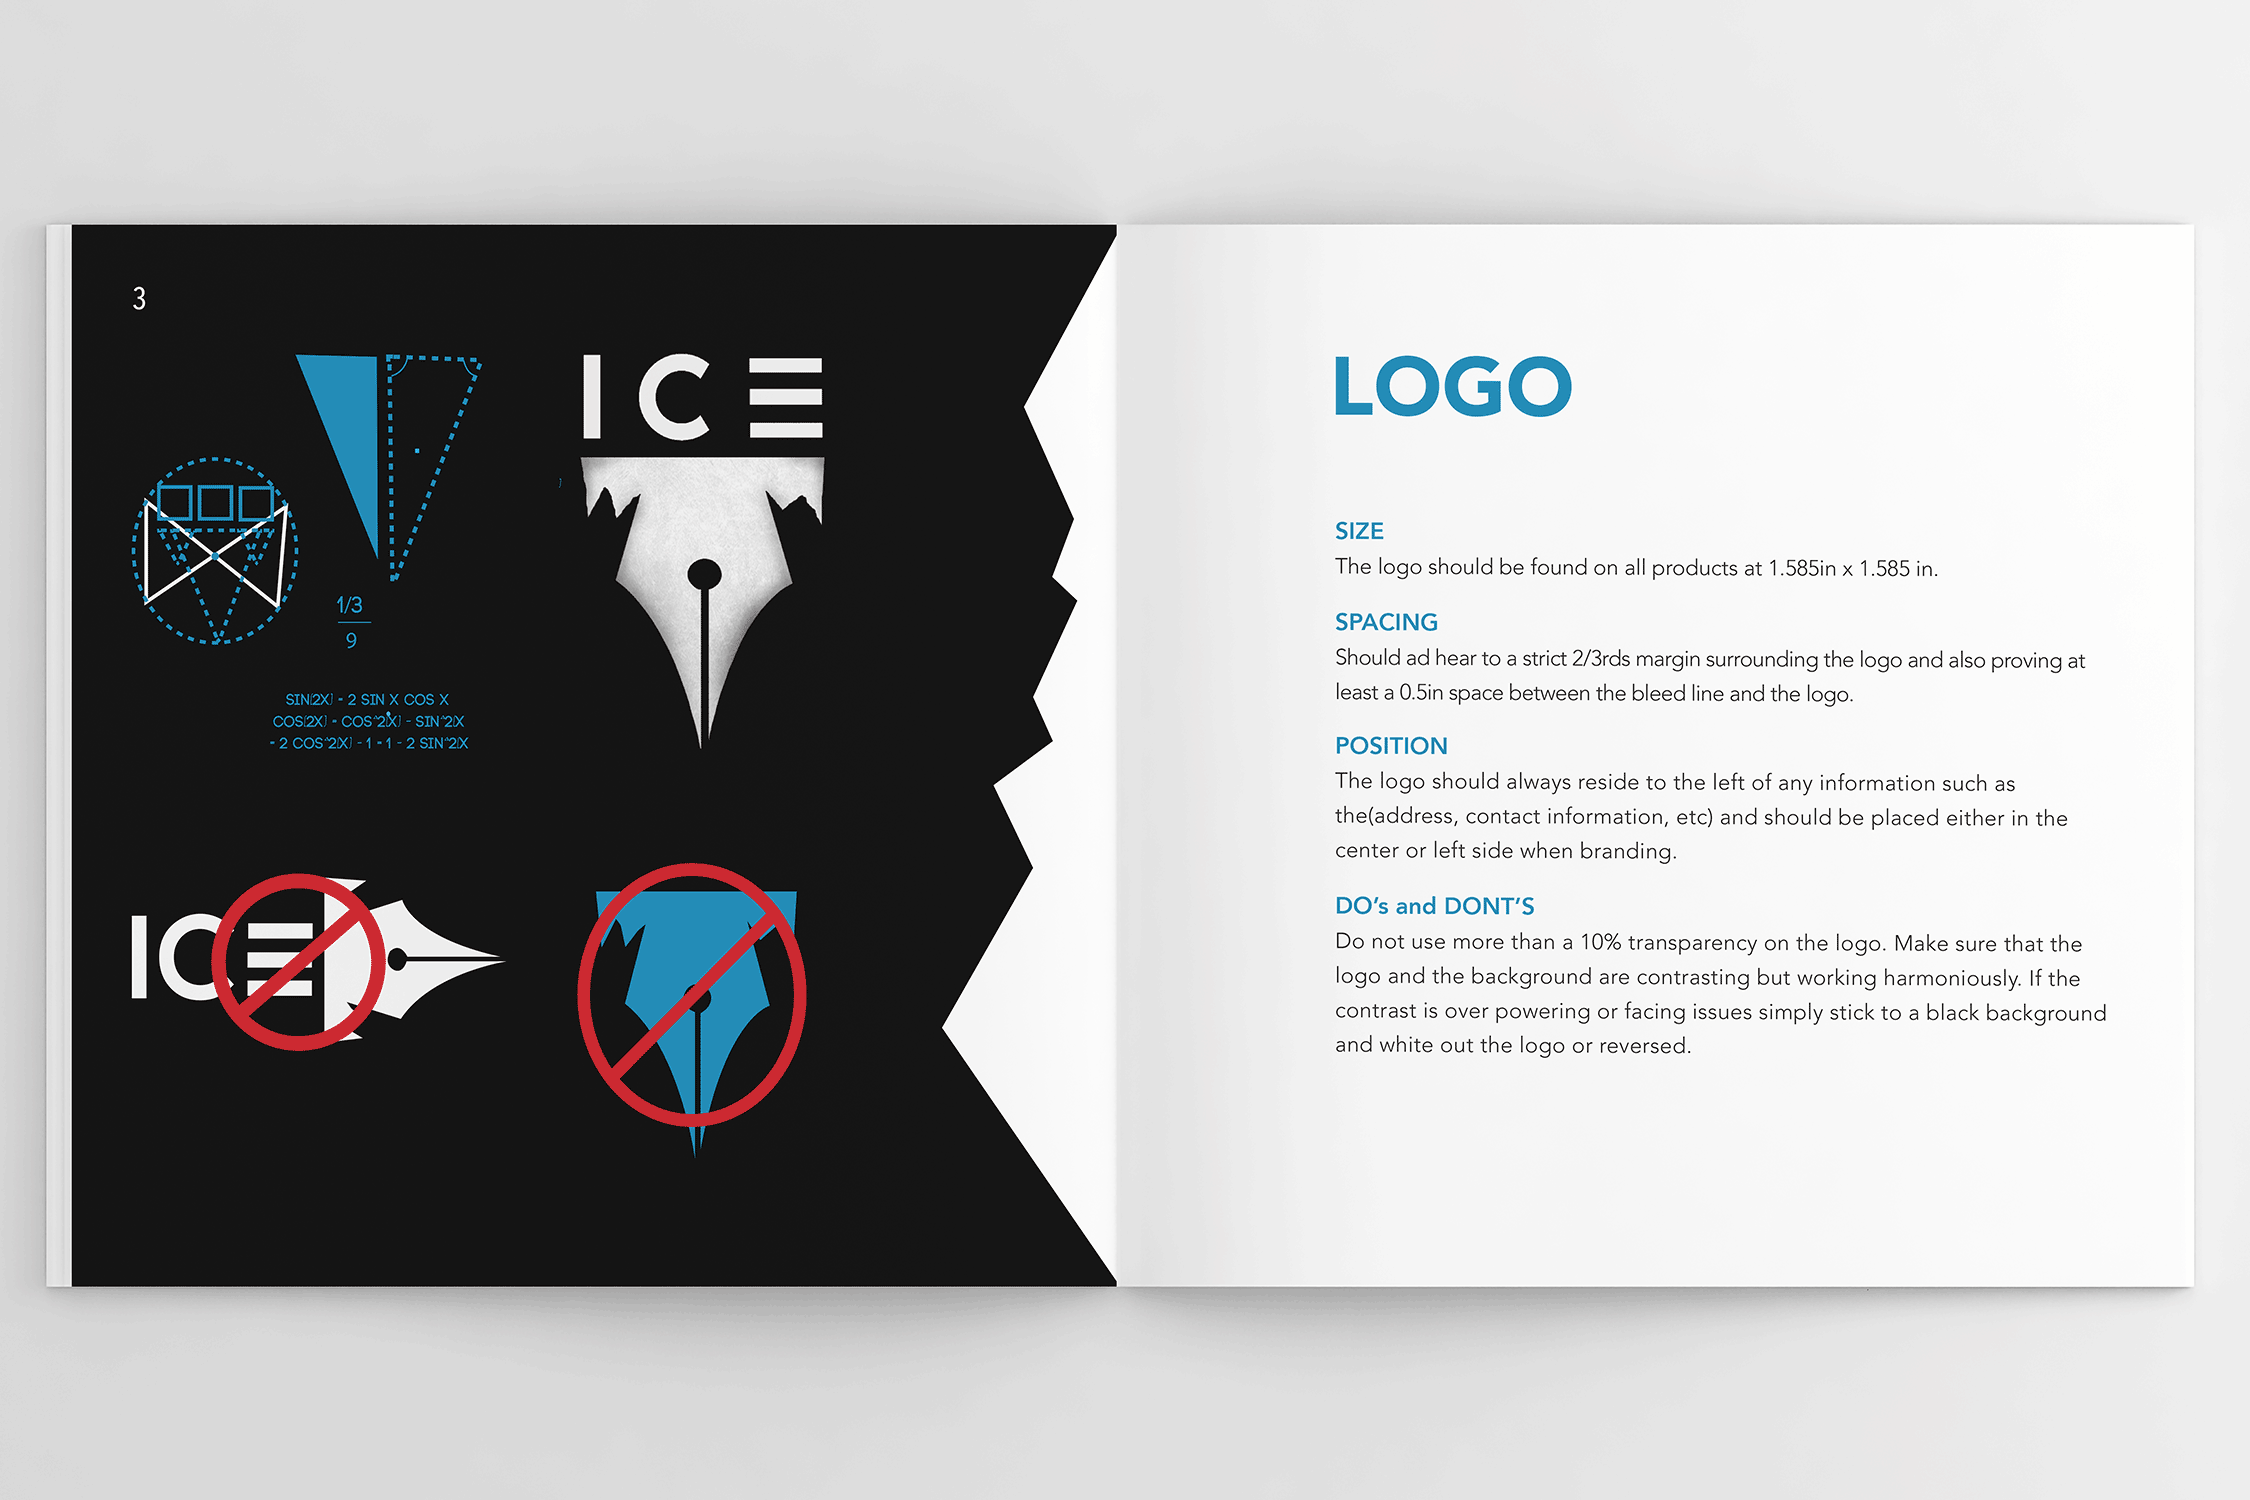 3
ICE
1/3
9
SIN(2X) - 2 SIN X COS X
COS(2X) - COS^2(X) - SIN^2(X
- 2 COS^2(X) - 1 - 1 - 2 SIN^2(X
ICE
LOGO
SIZE
The logo should be found on all products at 1.585in x 1.585 in.
SPACING
Should ad hear to a strict 2/3rds margin surrounding the logo and also proving at
least a 0.5in space between the bleed line and the logo.
POSITION
The logo should always reside to the left of any information such as
the(address, contact information, etc) and should be placed either in the
center or left side when branding.
DO's and DONT'S
Do not use more than a 10% transparency on the logo. Make sure that the
logo and the background are contrasting but working harmoniously. If the
contrast is over powering or facing issues simply stick to a black background
and white out the logo or reversed.